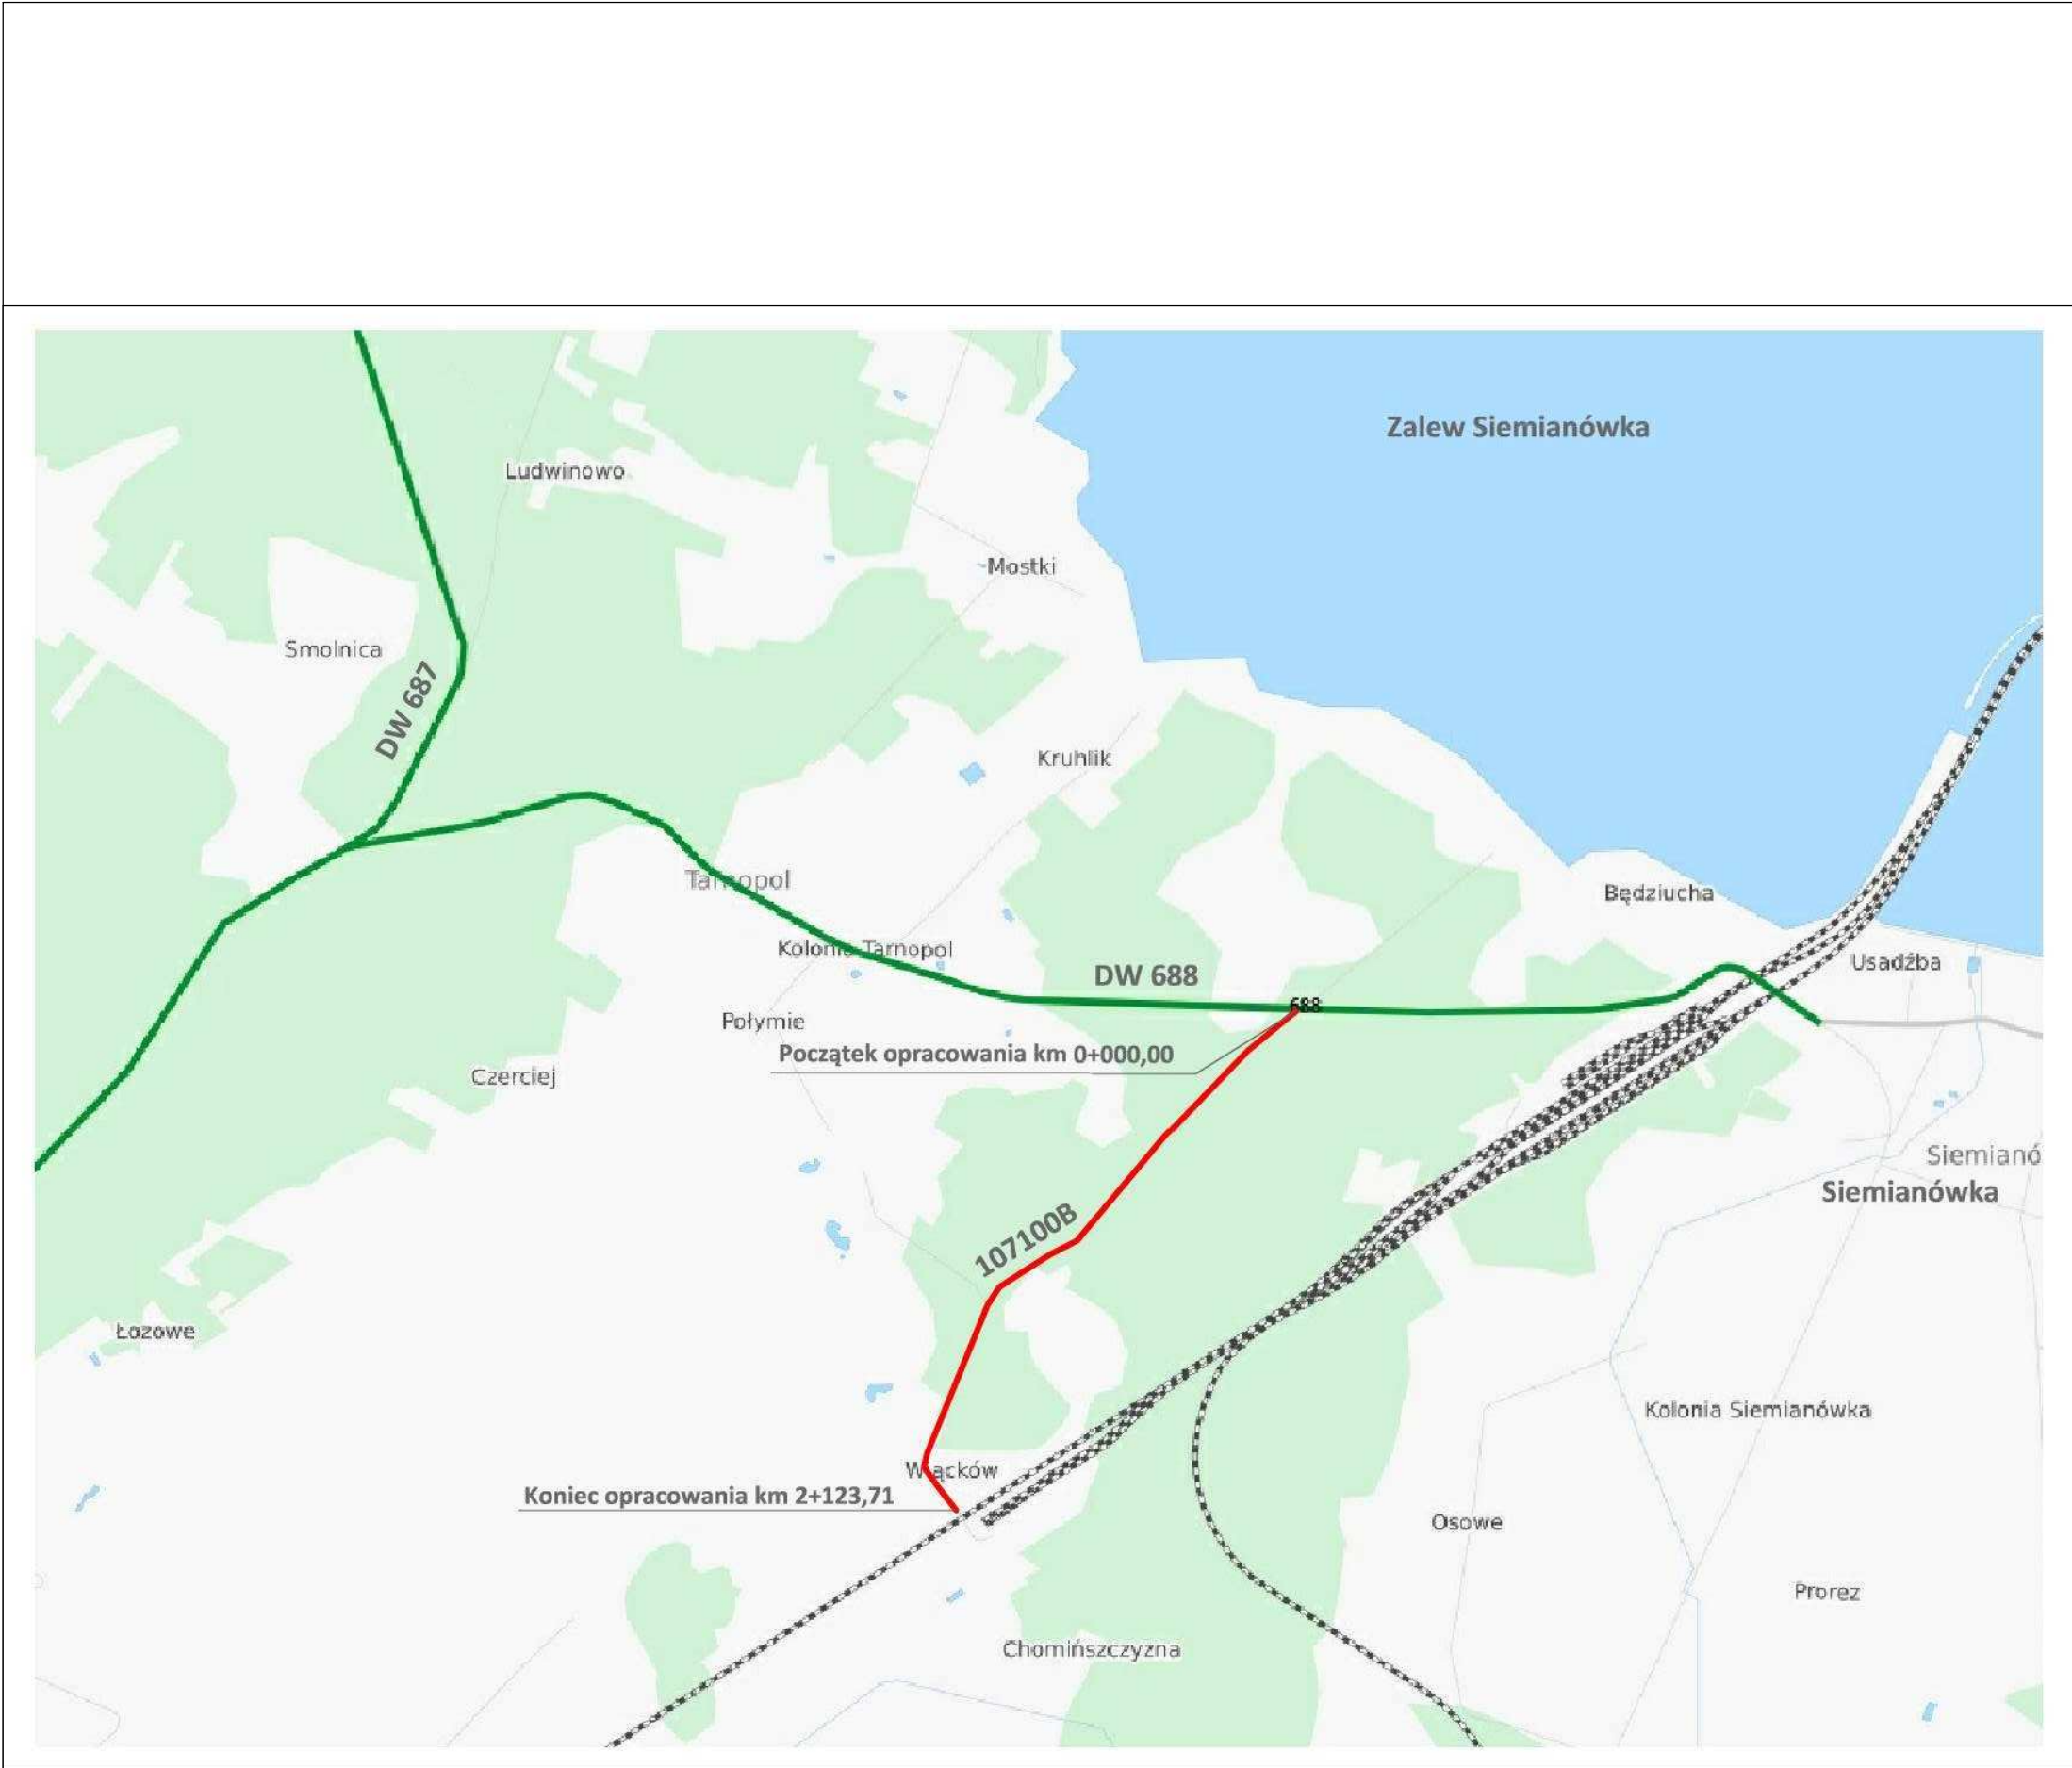 Zalew Siemianówka
Ludwinowo
Mostki
Smolnica
DW 687
Kruhlik
Tarnopol
Będziucha
Kolonia Tarnopol
Usadźba
DW 688
688
Połymie
Początek opracowania km 0+000,00
Czerciej
Siemianó
Siemianówka
107100B
Łozowe
Kolonia Siemianówka
Wiącków
Koniec opracowania km 2+123,71
Osowe
Prorez
Chomińszczyzna